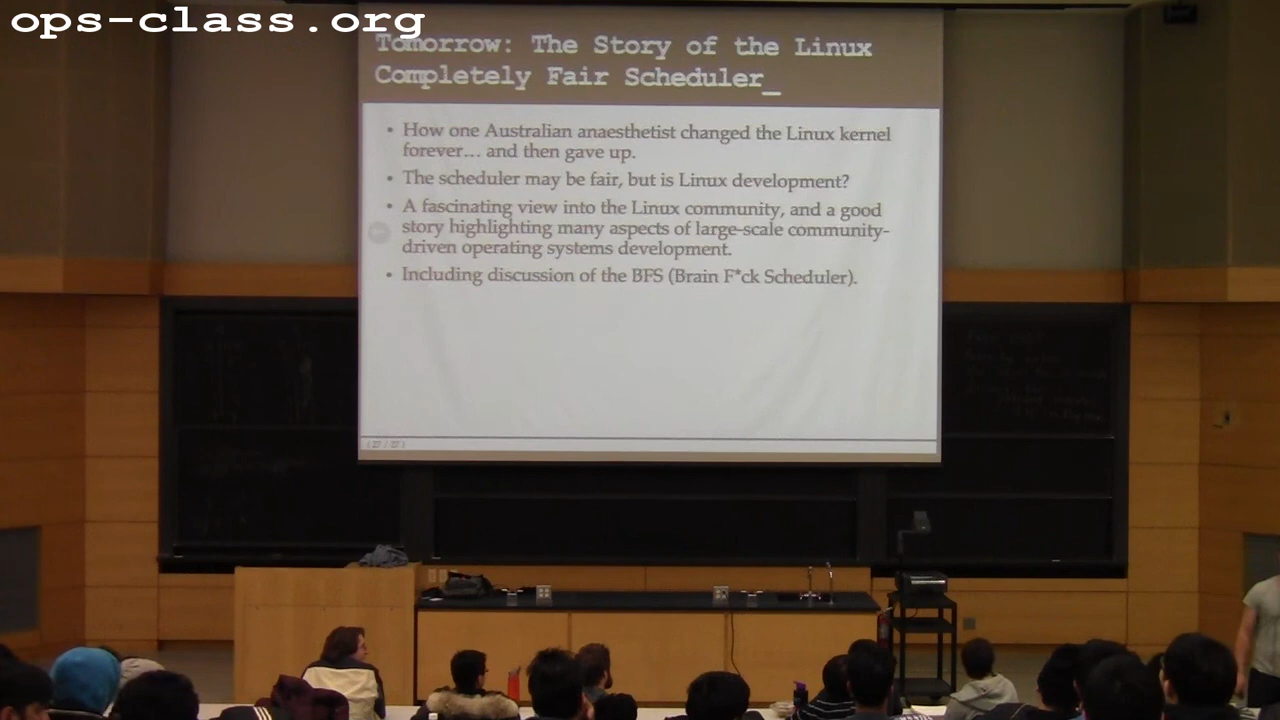 ops-class.org
Tomorrow: The Story of the Linux
Completely Fair Scheduler_
• How one Australian anaesthetist changed the Linux kernel
forever... and then gave up.
• The scheduler may be fair, but is Linux development?
• A fascinating view into the Linux community, and a good
story highlighting many aspects of large-scale community-
driven operating systems development.
• Including discussion of the BFS (Brain F*ck Scheduler).